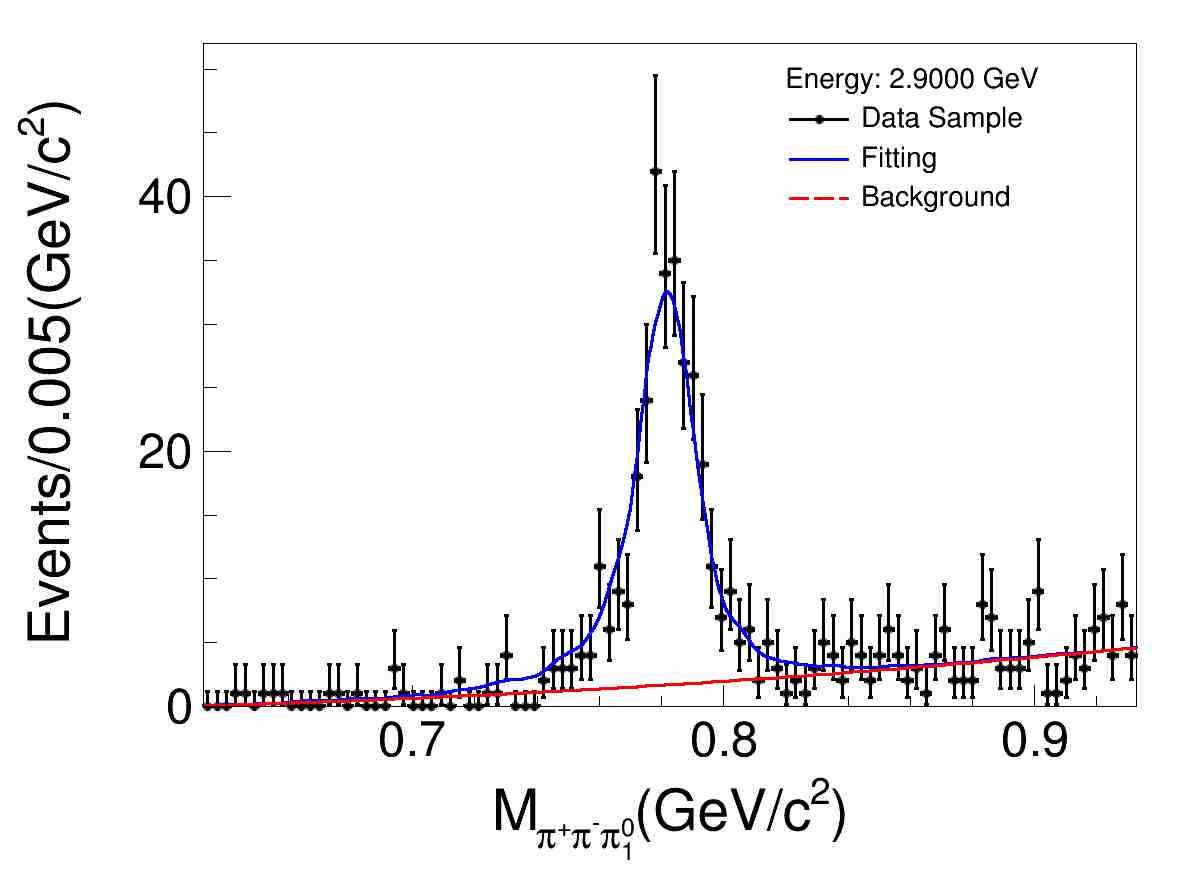 Energy: 2.9000 GeV
Data Sample
Fitting
Background
Events/0.005(GeV/c²)
40
20
0
0.7 0.8 0.9
M_{π⁺π⁻π⁰₁}(GeV/c²)